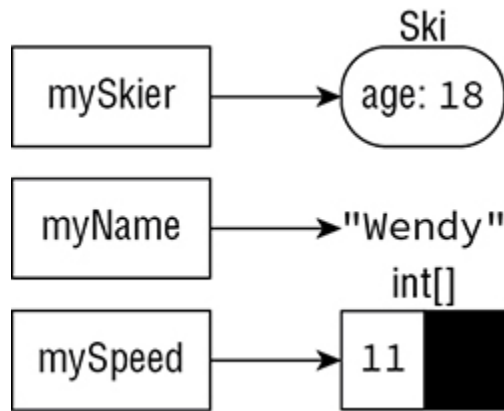 Ski
mySkier
age: 18
myName
"Wendy"
int[]
mySpeed
11